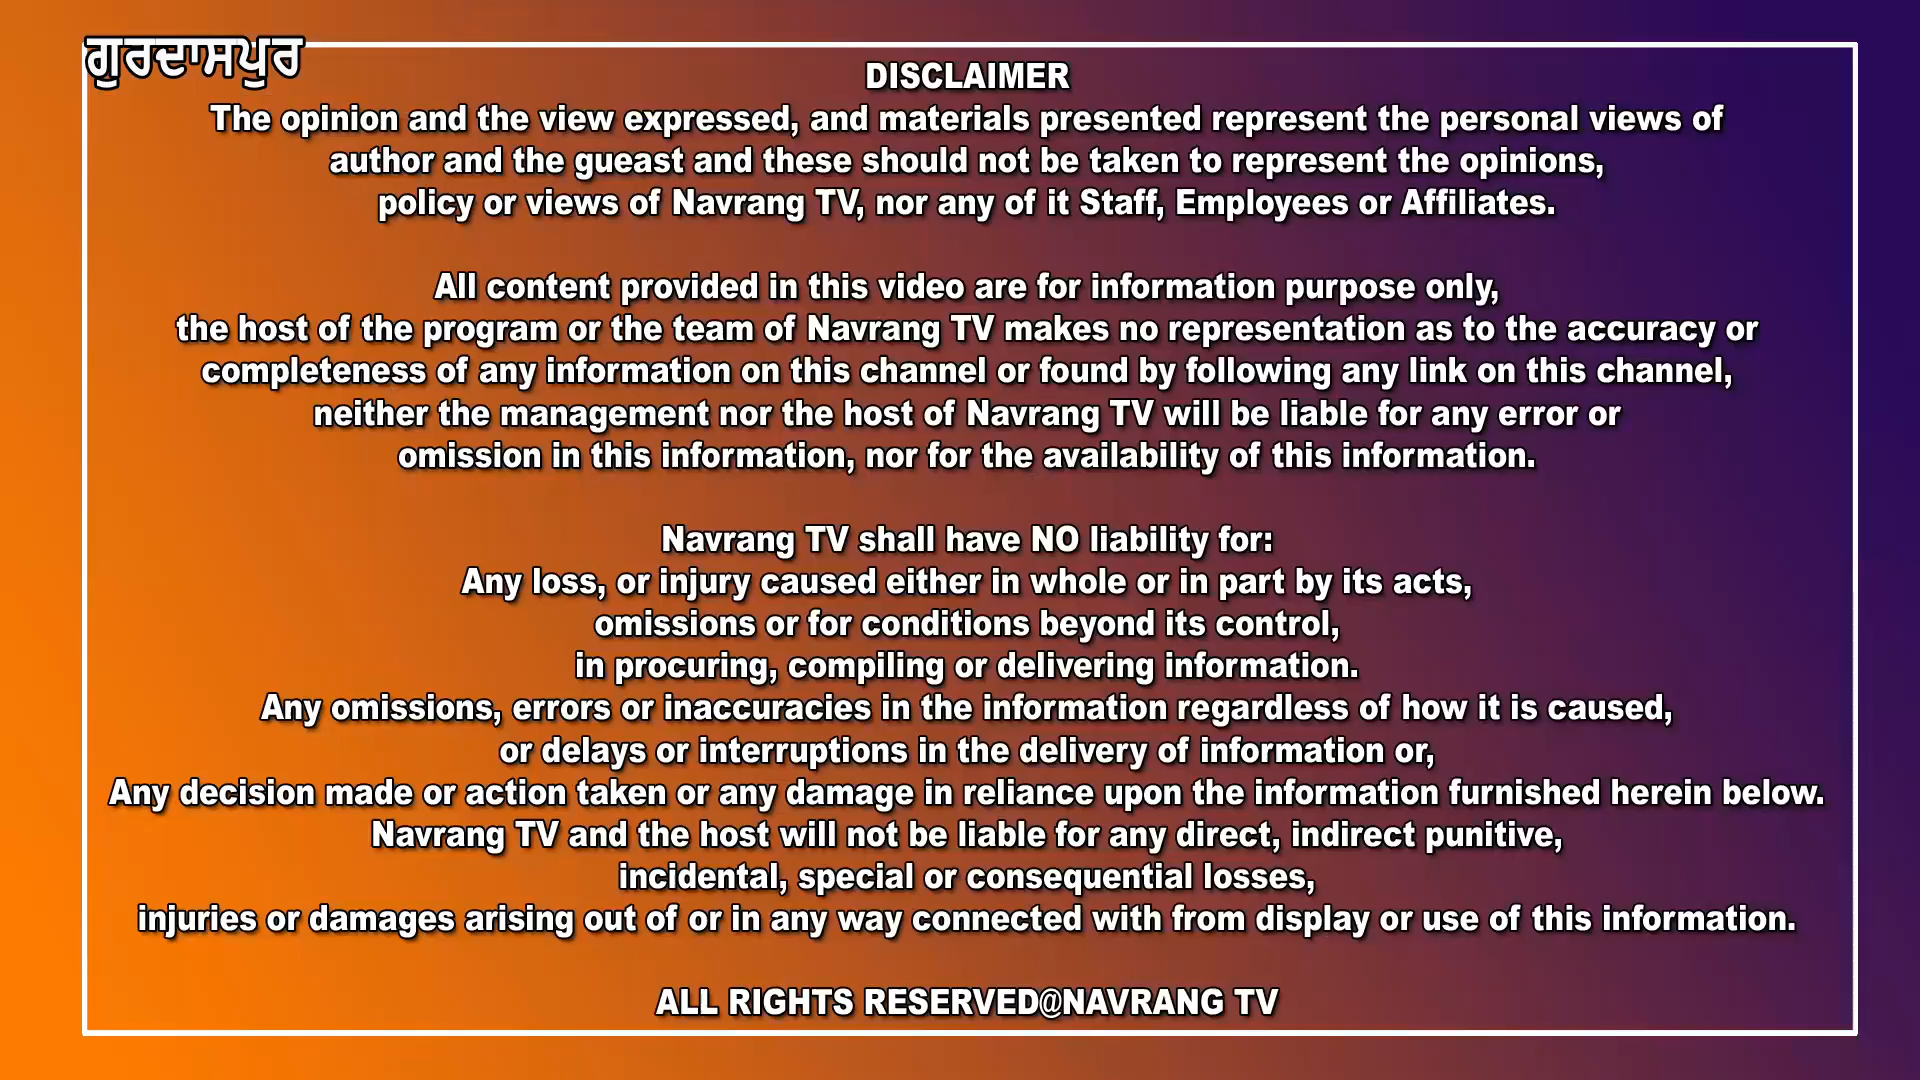 ਗੁਰਦਾਸਪੁਰ
DISCLAIMER
The opinion and the view expressed, and materials presented represent the personal views of
author and the gueast and these should not be taken to represent the opinions,
policy or views of Navrang TV, nor any of it Staff, Employees or Affiliates.
All content provided in this video are for information purpose only,
the host of the program or the team of Navrang TV makes no representation as to the accuracy or
completeness of any information on this channel or found by following any link on this channel,
neither the management nor the host of Navrang TV will be liable for any error or
omission in this information, nor for the availability of this information.
Navrang TV shall have NO liability for:
Any loss, or injury caused either in whole or in part by its acts,
omissions or for conditions beyond its control,
in procuring, compiling or delivering information.
Any omissions, errors or inaccuracies in the information regardless of how it is caused,
or delays or interruptions in the delivery of information or,
Any decision made or action taken or any damage in reliance upon the information furnished herein below.
Navrang TV and the host will not be liable for any direct, indirect punitive,
incidental, special or consequential losses,
injuries or damages arising out of or in any way connected with from display or use of this information.
ALL RIGHTS RESERVED@NAVRANG TV